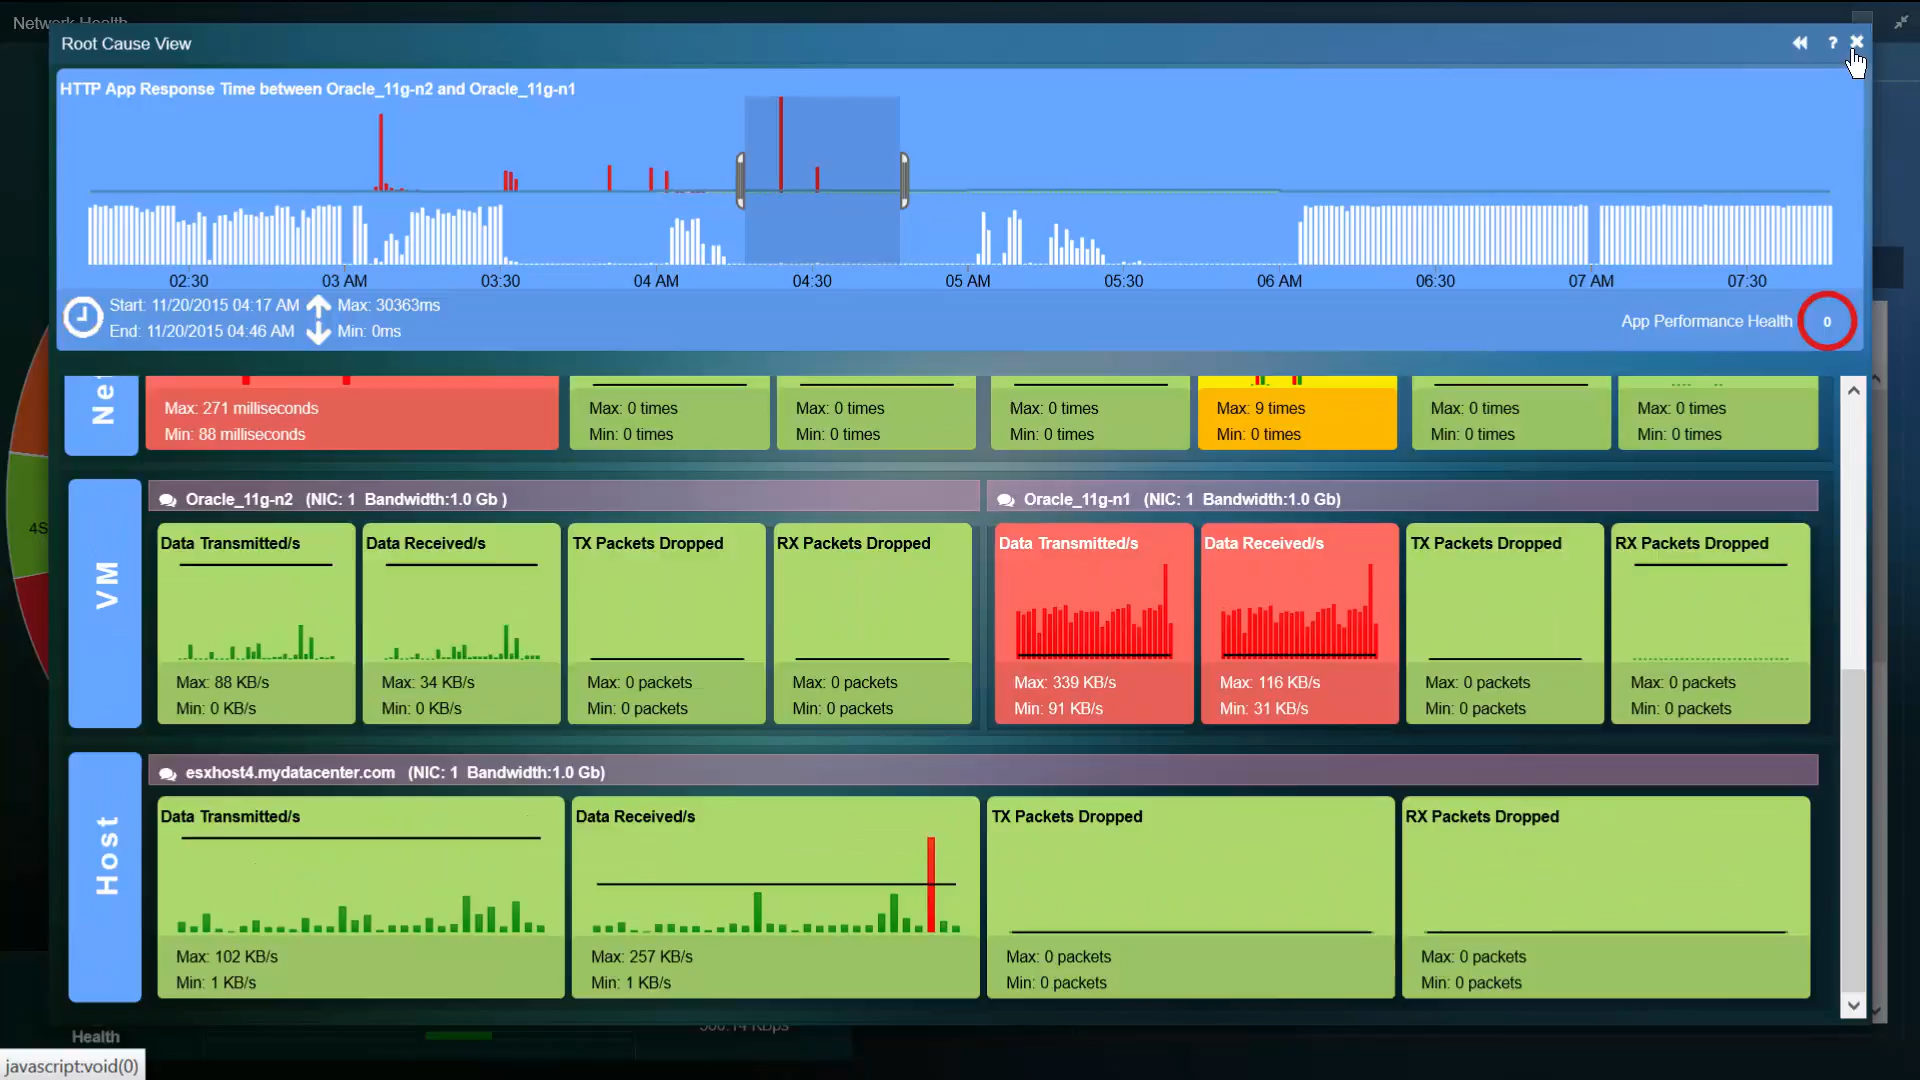 Network Health
Root Cause View
?
HTTP App Response Time between Oracle_11g-n2 and Oracle_11g-n1
02:30 03 AM 03:30 04 AM 04:30 05 AM 05:30 06 AM 06:30 07 AM 07:30
Start: 11/20/2015 04:17 AM Max: 30363ms
End: 11/20/2015 04:46 AM Min: 0ms
App Performance Health 0
Net
Max: 271 milliseconds Max: 0 times Max: 0 times Max: 0 times Max: 9 times Max: 0 times Max: 0 times
Min: 88 milliseconds Min: 0 times Min: 0 times Min: 0 times Min: 0 times Min: 0 times Min: 0 times
VM
Oracle_11g-n2 (NIC: 1 Bandwidth:1.0 Gb ) Oracle_11g-n1 (NIC: 1 Bandwidth:1.0 Gb)
4S
Data Transmitted/s Data Received/s TX Packets Dropped RX Packets Dropped Data Transmitted/s Data Received/s TX Packets Dropped RX Packets Dropped
Max: 88 KB/s Max: 34 KB/s Max: 0 packets Max: 0 packets Max: 339 KB/s Max: 116 KB/s Max: 0 packets Max: 0 packets
Min: 0 KB/s Min: 0 KB/s Min: 0 packets Min: 0 packets Min: 91 KB/s Min: 31 KB/s Min: 0 packets Min: 0 packets
Host
esxhost4.mydatacenter.com (NIC: 1 Bandwidth:1.0 Gb)
Data Transmitted/s Data Received/s TX Packets Dropped RX Packets Dropped
Max: 102 KB/s Max: 257 KB/s Max: 0 packets Max: 0 packets
Min: 1 KB/s Min: 1 KB/s Min: 0 packets Min: 0 packets
Health
javascript:void(0)